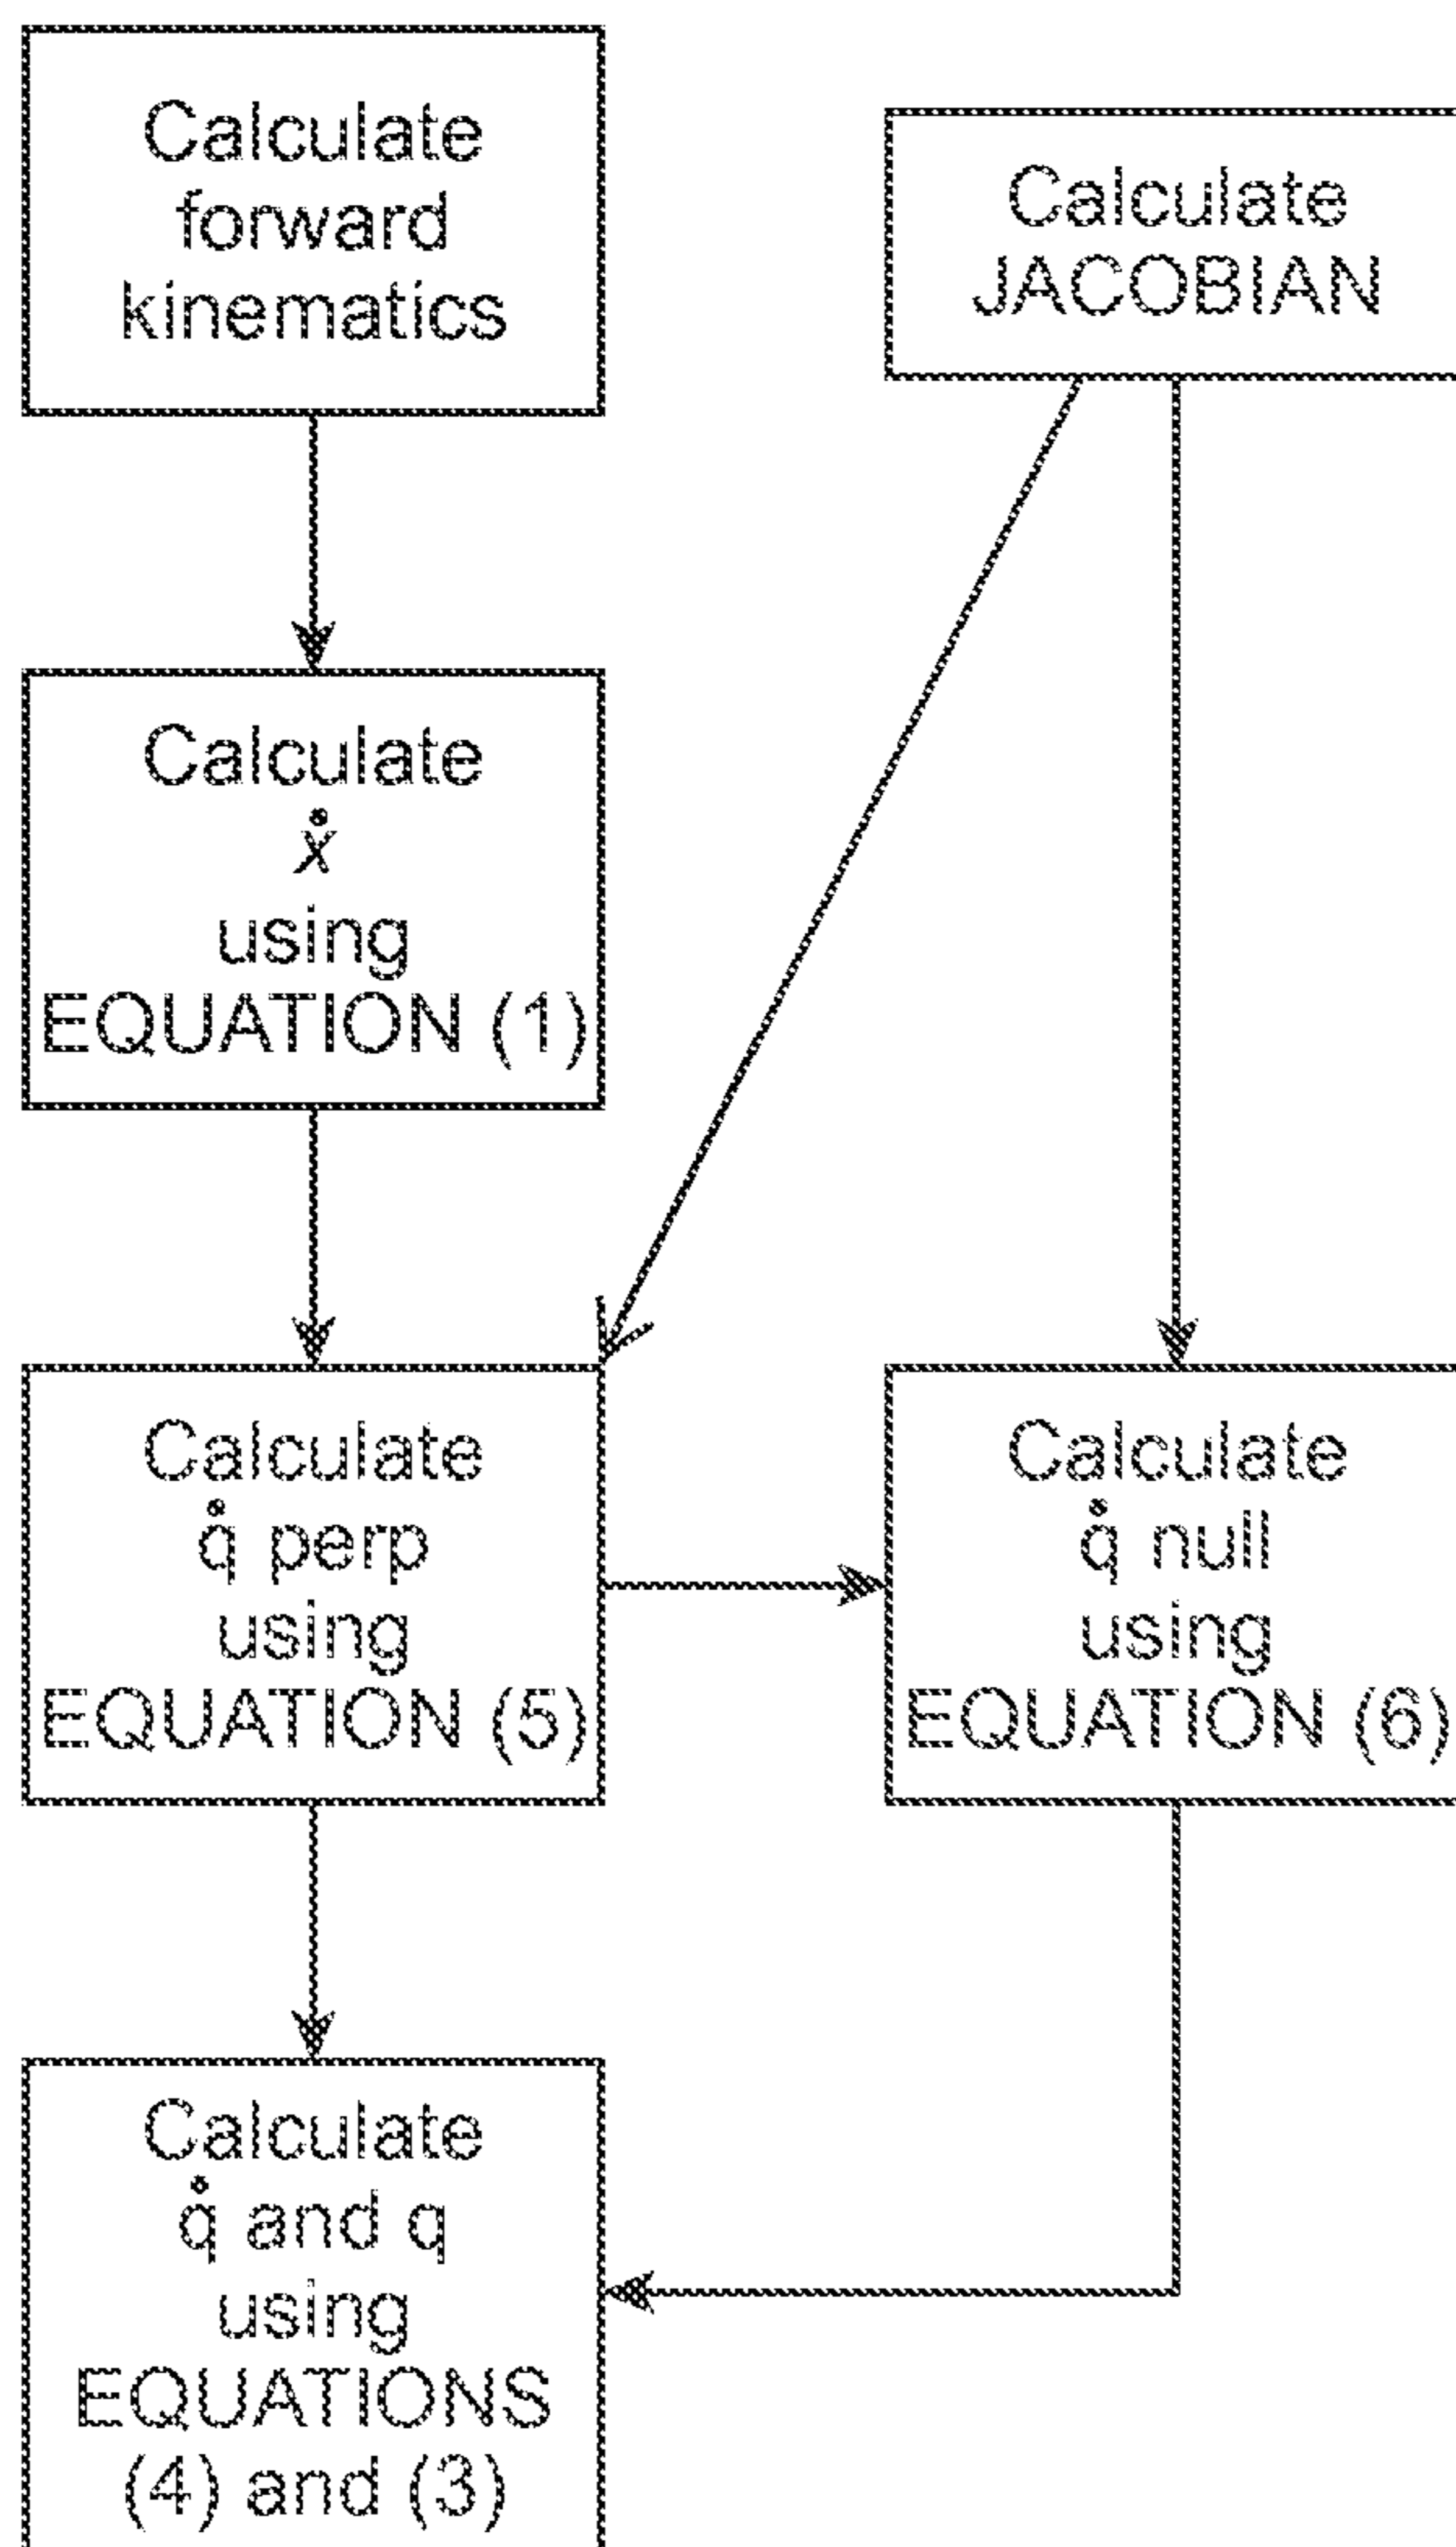 Calculate
forward
kinematics
Calculate
JACOBIAN
Calculate
ẋ
using
EQUATION (1)
Calculate
q̇ perp
using
EQUATION (5)
Calculate
q̇ null
using
EQUATION (6)
Calculate
q̇ and q
using
EQUATIONS
(4) and (3)